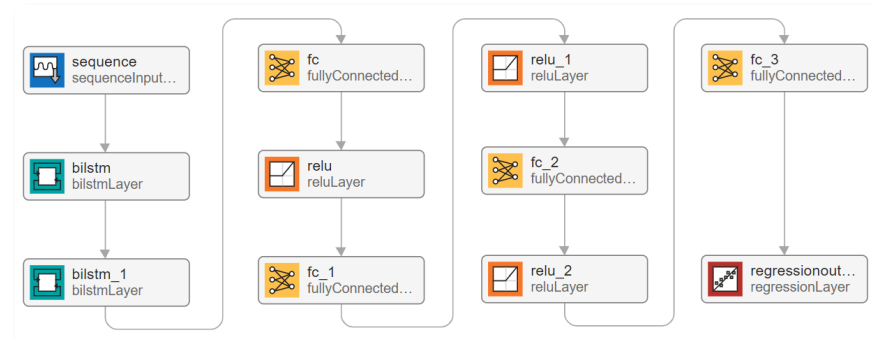 sequence
sequenceInput...
bilstm
bilstmLayer
bilstm_1
bilstmLayer
fc
fullyConnected...
relu
reluLayer
fc_1
fullyConnected...
relu_1
reluLayer
fc_2
fullyConnected...
relu_2
reluLayer
fc_3
fullyConnected...
regressionout...
regressionLayer